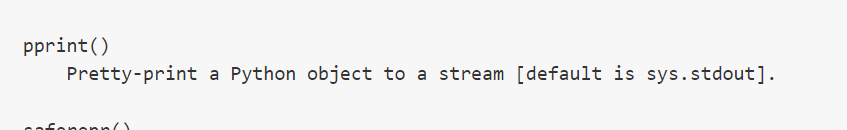 pprint()
Pretty-print a Python object to a stream [default is sys.stdout].